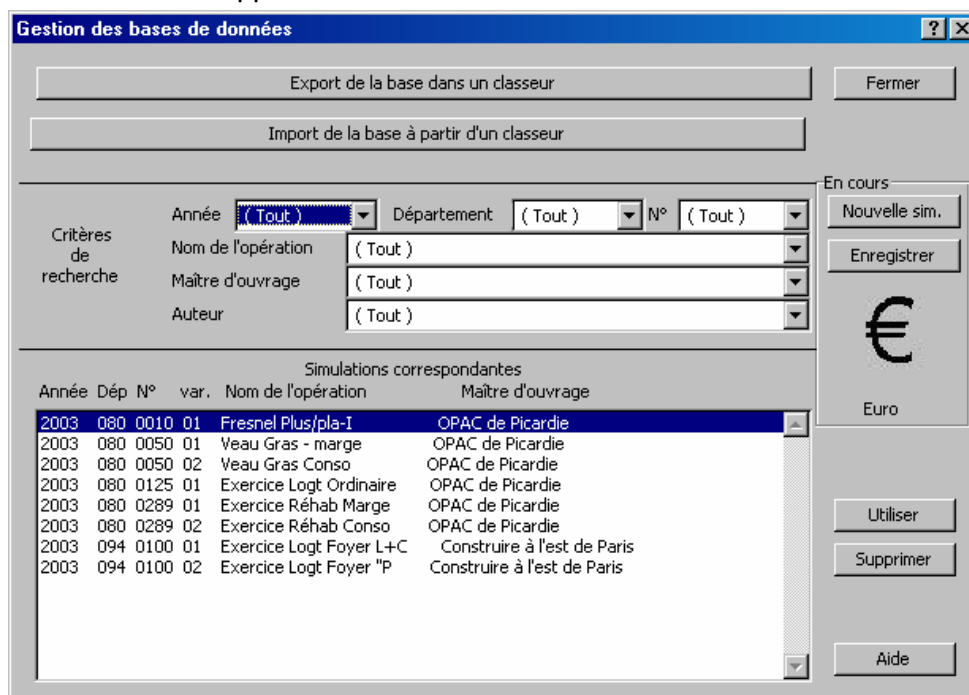 Gestion des bases de données
Export de la base dans un classeur
Fermer
Import de la base à partir d'un classeur
En cours
Nouvelle sim.
Enregistrer
€
Euro
Critères
de
recherche
Année ( Tout ) Département ( Tout ) N° ( Tout )
Nom de l'opération ( Tout )
Maître d'ouvrage ( Tout )
Auteur ( Tout )
Simulations correspondantes
Année Dép N° var. Nom de l'opération Maître d'ouvrage
2003 080 0010 01 Fresnel Plus/pla-I OPAC de Picardie
2003 080 0050 01 Veau Gras - marge OPAC de Picardie
2003 080 0050 02 Veau Gras Conso OPAC de Picardie
2003 080 0125 01 Exercice Logt Ordinaire OPAC de Picardie
2003 080 0289 01 Exercice Réhab Marge OPAC de Picardie
2003 080 0289 02 Exercice Réhab Conso OPAC de Picardie
2003 094 0100 01 Exercice Logt Foyer L+C Construire à l'est de Paris
2003 094 0100 02 Exercice Logt Foyer "P Construire à l'est de Paris
Utiliser
Supprimer
Aide